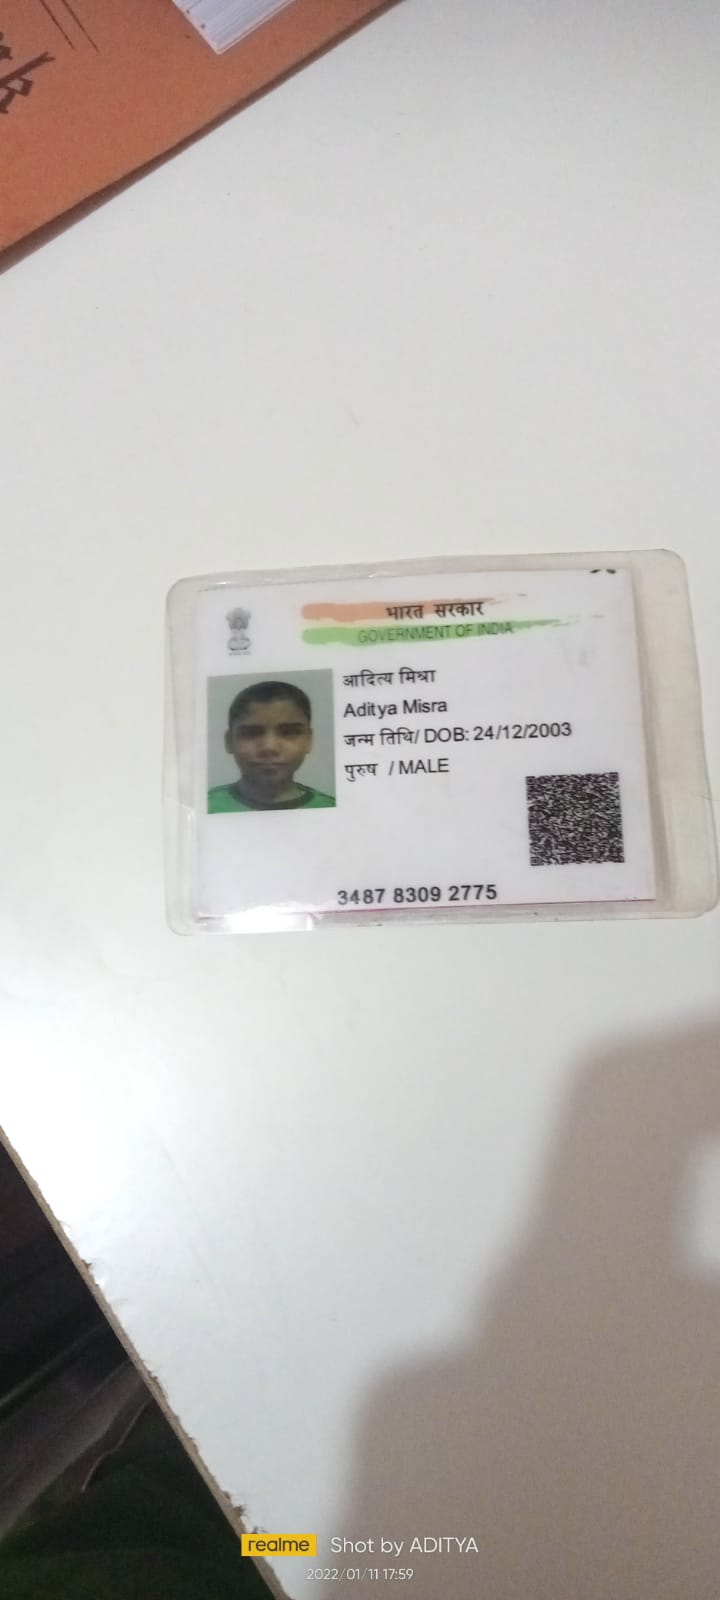 भारत सरकार
GOVERNMENT OF INDIA
आदित्य मिश्रा
Aditya Misra
जन्म तिथि/ DOB: 24/12/2003
पुरुष / MALE
3487 8309 2775
realme Shot by ADITYA
2022/01/11 17:59